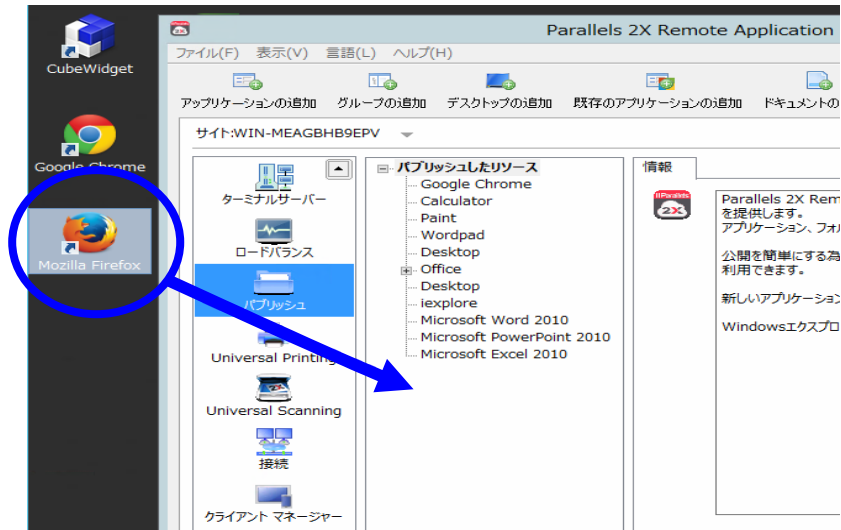 CubeWidget
Google Chrome
Mozilla Firefox
2X
Parallels 2X Remote Application
ファイル(F) 表示(V) 言語(L) ヘルプ(H)
アップリケーションの追加 グループの追加 デスクトップの追加 既存のアプリケーションの追加 ドキュメントの
サイト:WIN-MEAGBHB9EPV
ターミナルサーバー
ロードバランス
パブリッシュ
Universal Printing
Universal Scanning
接続
クライアント マネージャー
パブリッシュしたリソース
Google Chrome
Calculator
Paint
Wordpad
Desktop
Office
Desktop
iexplore
Microsoft Word 2010
Microsoft PowerPoint 2010
Microsoft Excel 2010
情報
Parallels
2X
Parallels 2X Rem
を提供します。
アプリケーション、フォル
公開を簡単にする為
利用できます。
新しいアプリケーション
Windowsエクスプロ